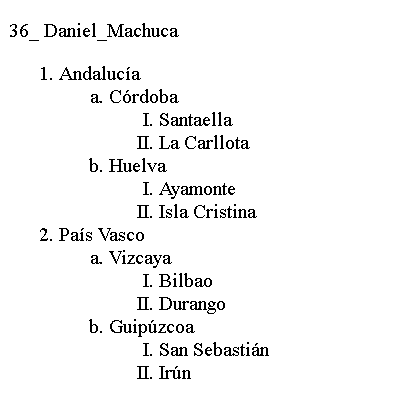 36_ Daniel_Machuca
1. Andalucía
a. Córdoba
I. Santaella
II. La Carllota
b. Huelva
I. Ayamonte
II. Isla Cristina
2. País Vasco
a. Vizcaya
I. Bilbao
II. Durango
b. Guipúzcoa
I. San Sebastián
II. Irún